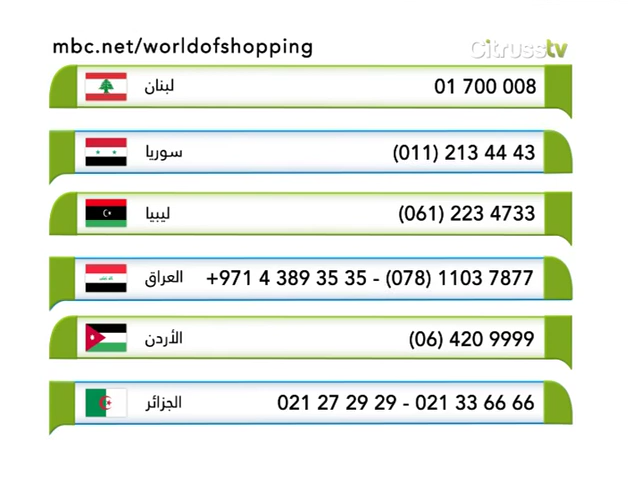 mbc.net/worldofshopping
Citrusstv
لبنان 01 700 008
سوريا (011) 213 44 43
ليبيا (061) 223 4733
العراق +971 4 389 35 35 - (078) 1103 7877
الأردن (06) 420 9999
الجزائر 021 27 29 29 - 021 33 66 66